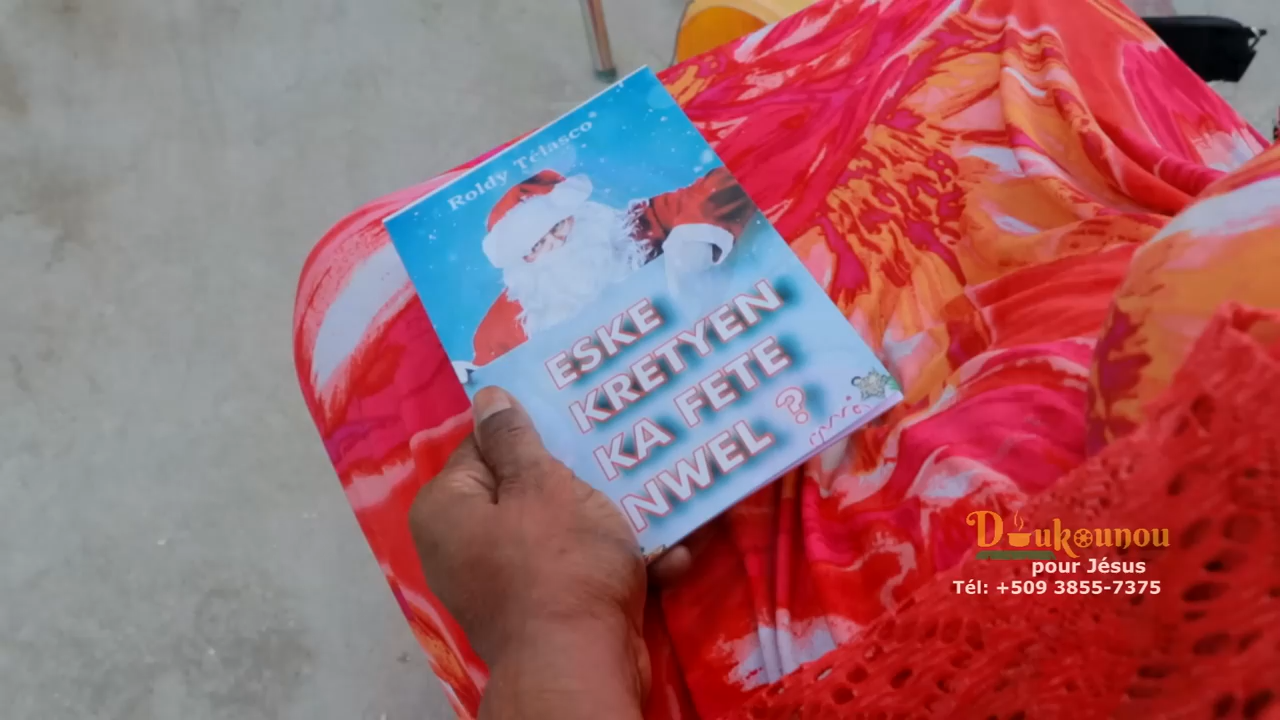 Roldy Télasco
ESKE
KRETYEN
KA FETE
NWEL ?
Doukounou
pour Jésus
Tél: +509 3855-7375